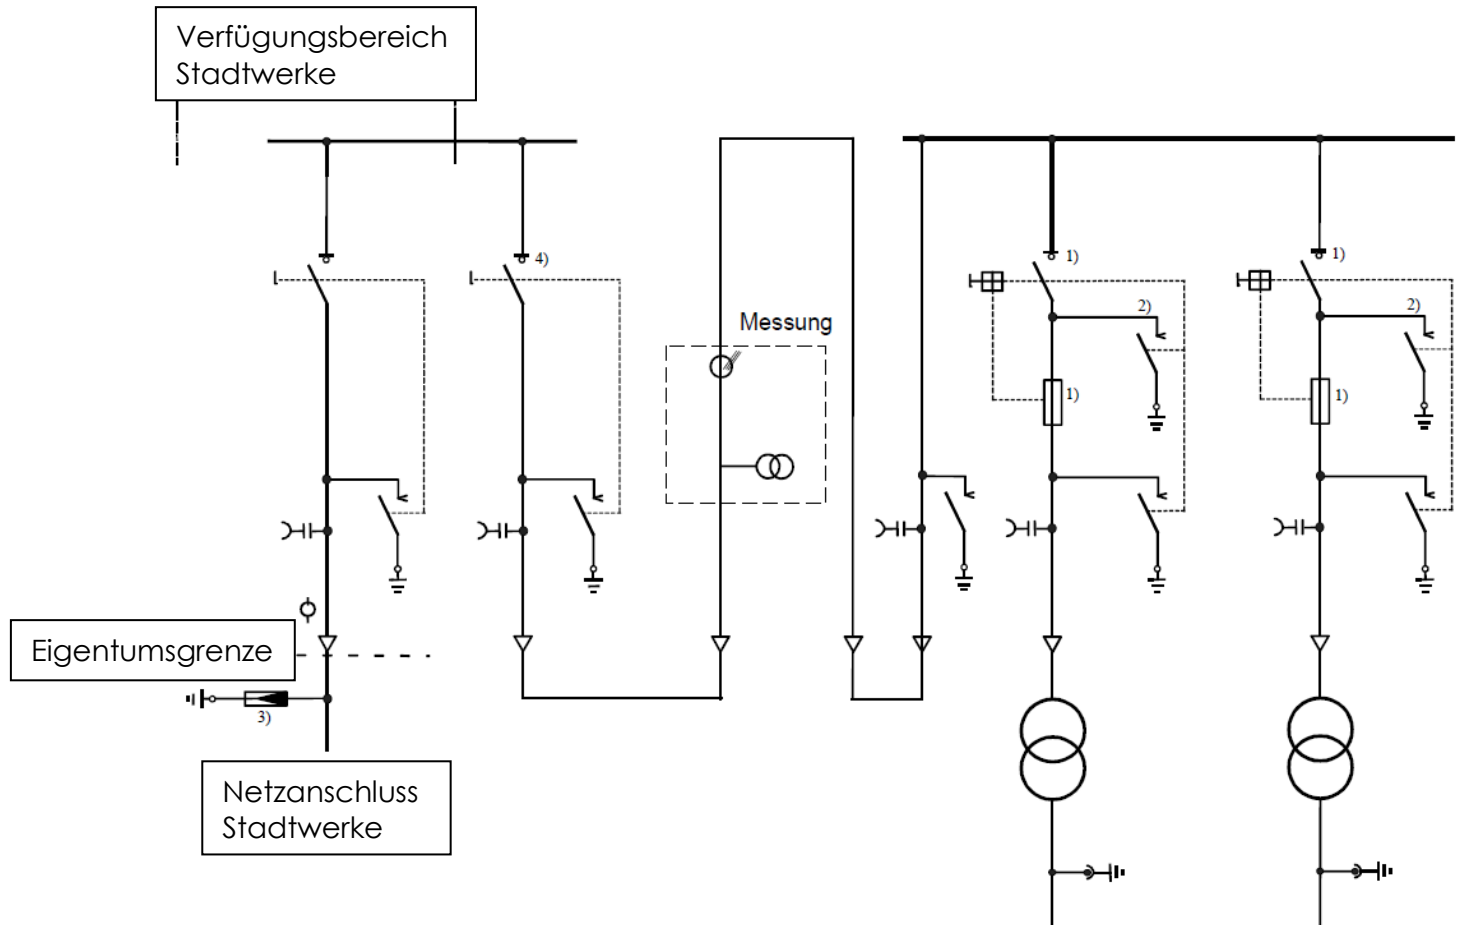 Verfügungsbereich
Stadtwerke
4)
1)
1)
2)
2)
Messung
1)
1)
Eigentumsgrenze
3)
Netzanschluss
Stadtwerke